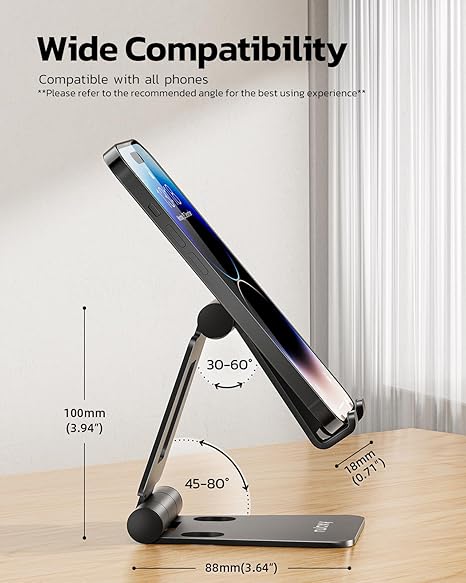 Wide Compatibility
Compatible with all phones
**Please refer to the recommended angle for the best using experience**
30-60°
100mm
(3.94")
18mm
(0.71")
45-80°
88mm(3.64")